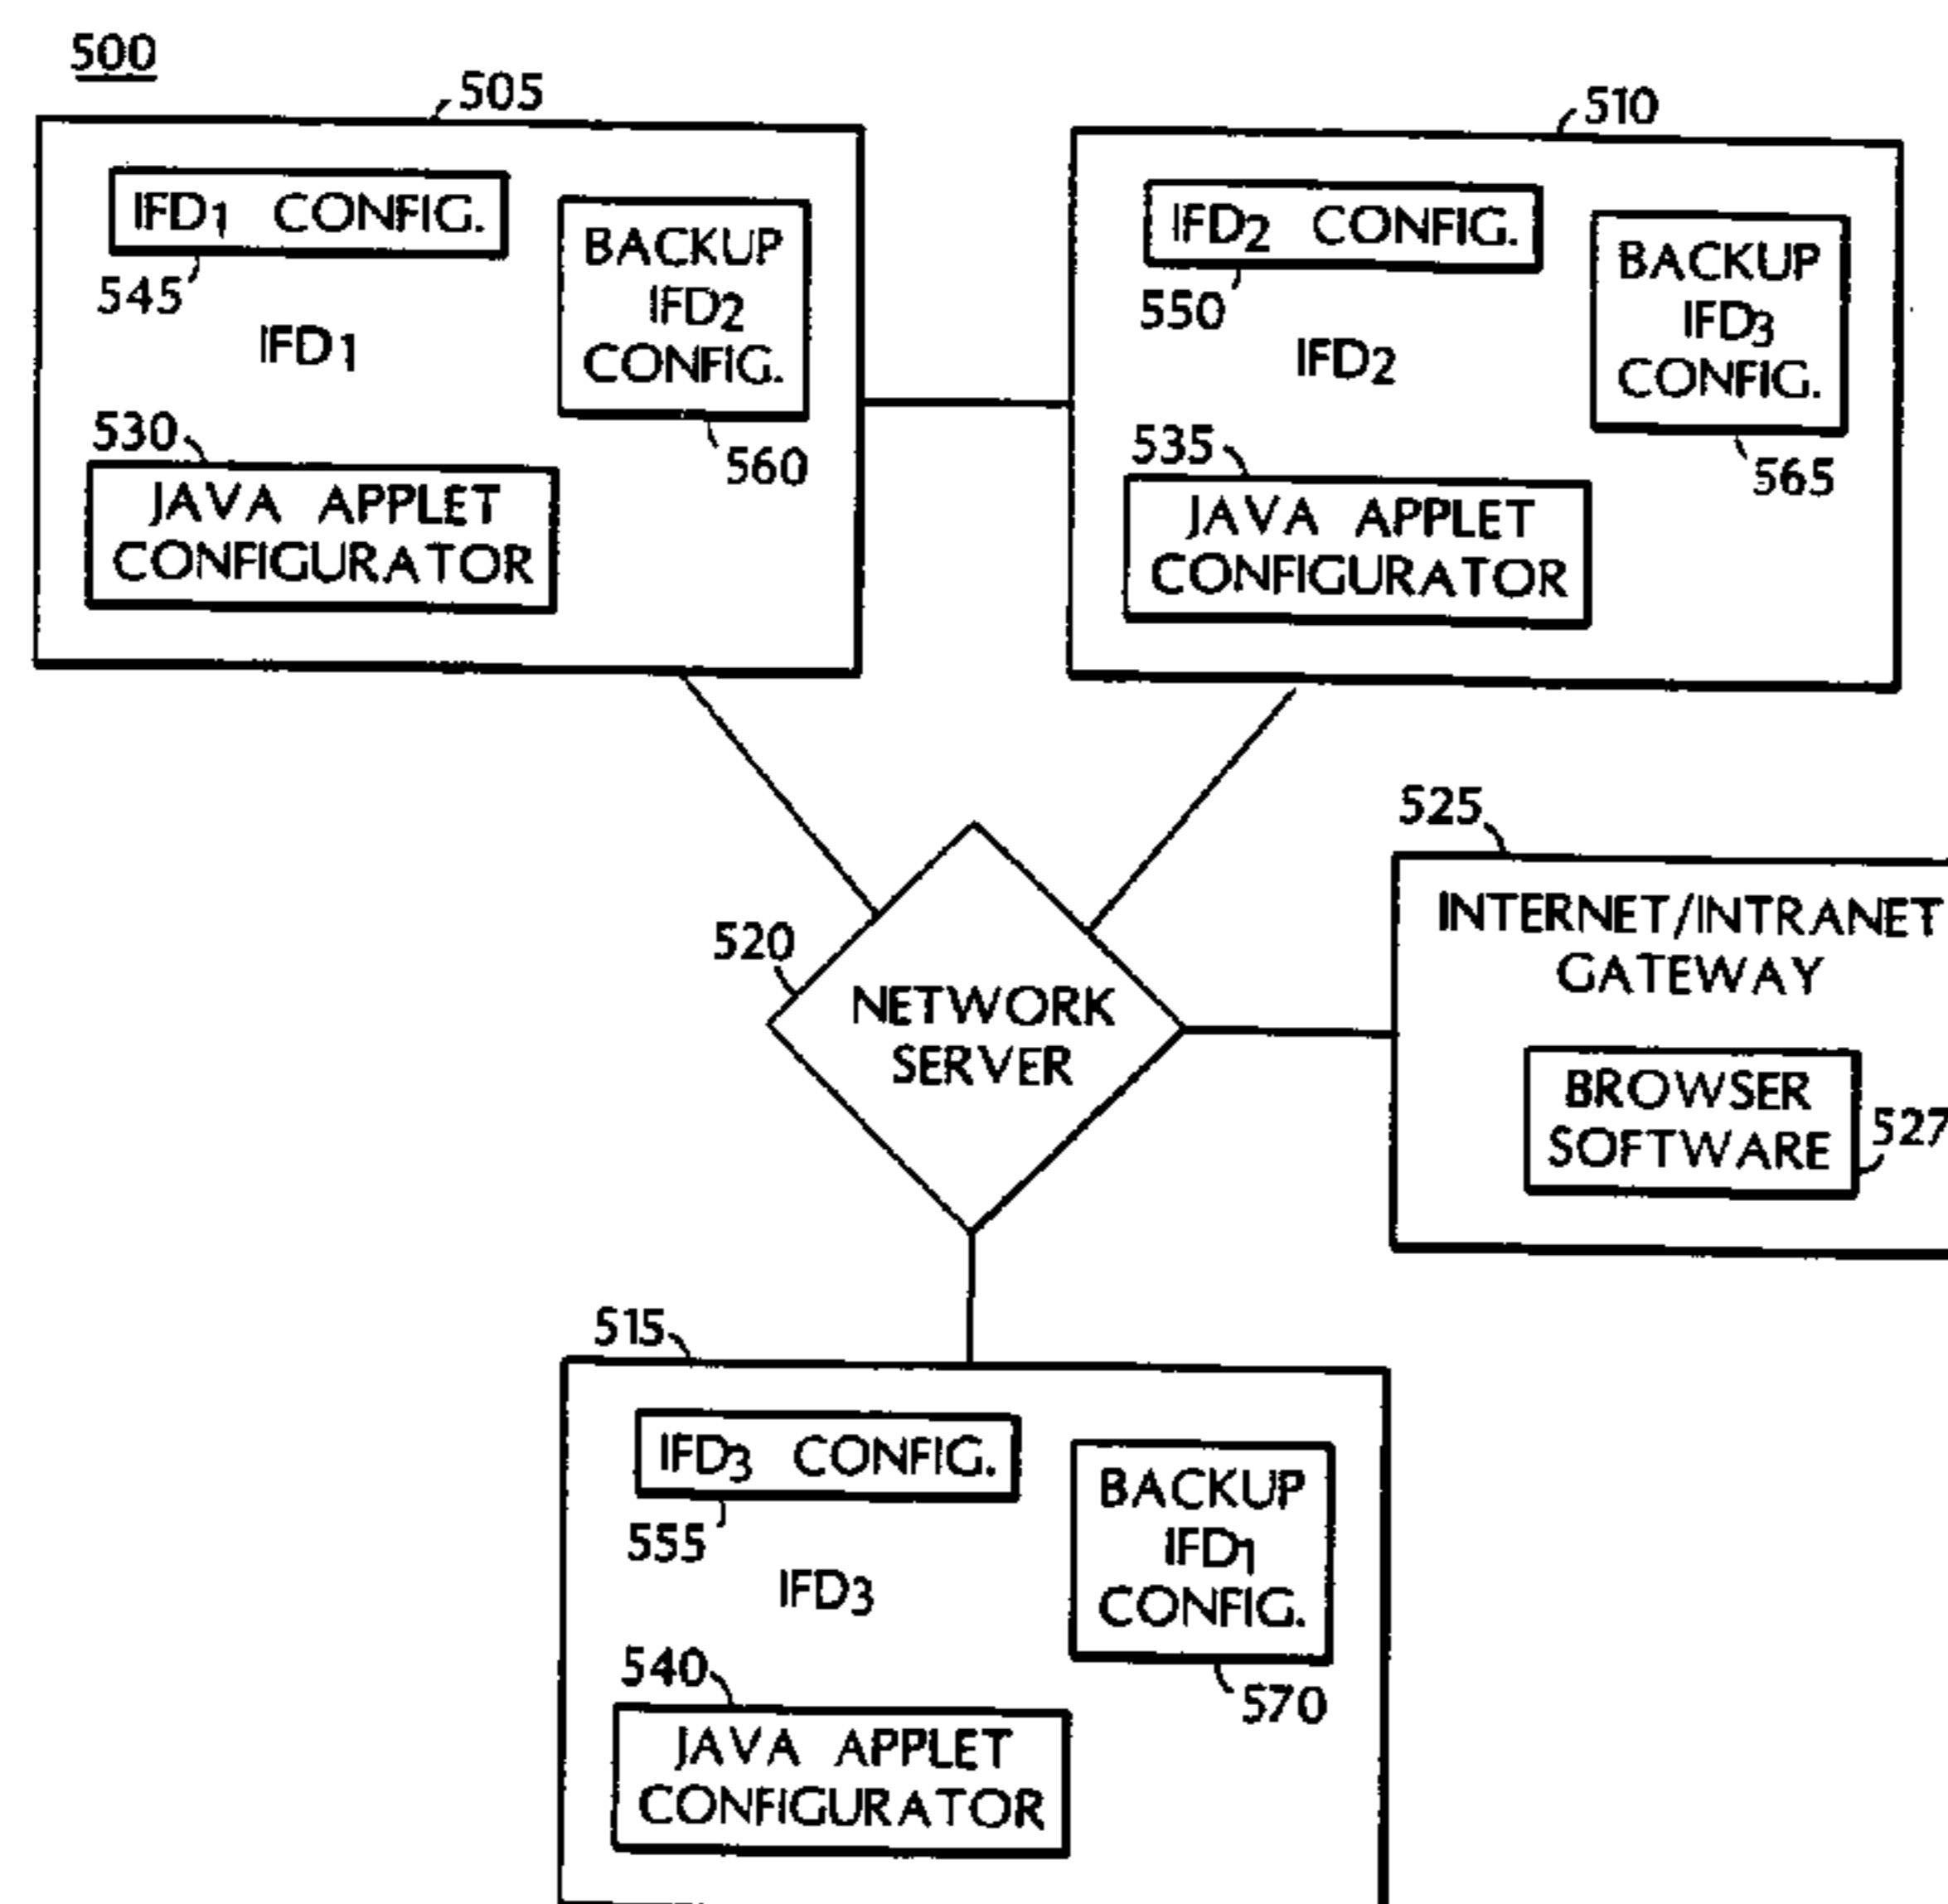 500
505
IFD1 CONFIG.
545
BACKUP
IFD2
CONFIG.
560
IFD1
530
JAVA APPLET
CONFIGURATOR
510
IFD2 CONFIG.
550
BACKUP
IFD3
CONFIG.
565
IFD2
535
JAVA APPLET
CONFIGURATOR
520
NETWORK
SERVER
525
INTERNET/INTRANET
GATEWAY
BROWSER
SOFTWARE
527
515
IFD3 CONFIG.
555
BACKUP
IFD1
CONFIG.
570
IFD3
540
JAVA APPLET
CONFIGURATOR